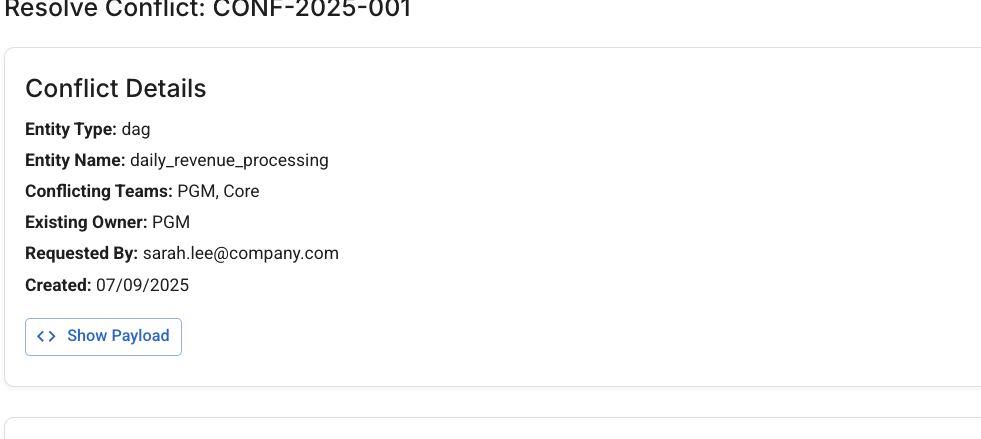 Resolve Conflict: CONF-2025-001
Conflict Details
Entity Type: dag
Entity Name: daily_revenue_processing
Conflicting Teams: PGM, Core
Existing Owner: PGM
Requested By: sarah.lee@company.com
Created: 07/09/2025
<> Show Payload